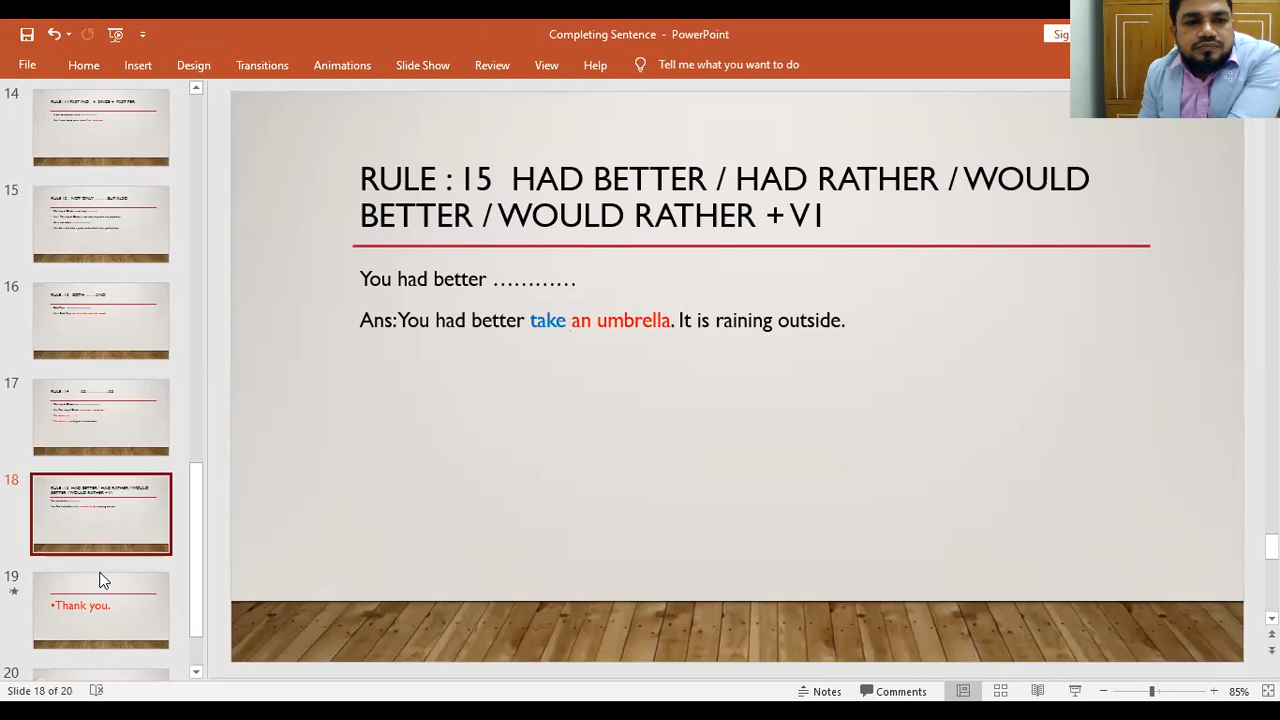 Completing Sentence - PowerPoint
Sig
File Home Insert Design Transitions Animations Slide Show Review View Help Tell me what you want to do
14
15
16
17
18
19
•Thank you.
20
RULE : 15 HAD BETTER / HAD RATHER / WOULD
BETTER / WOULD RATHER + V1
You had better …………
Ans:You had better take an umbrella. It is raining outside.
Slide 18 of 20 Notes Comments 85%